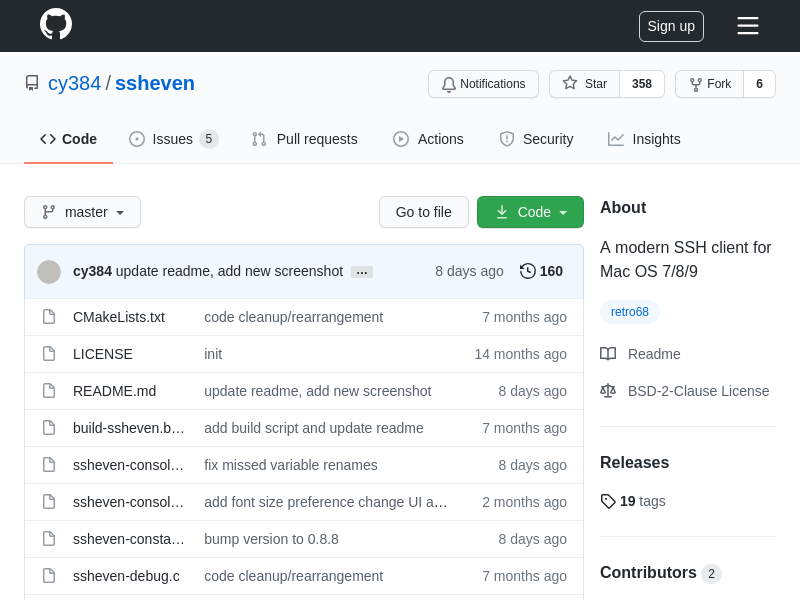 Sign up
cy384 / ssheven
Notifications
Star 358
Fork 6
Code
Issues 5
Pull requests
Actions
Security
Insights
master
Go to file
Code
cy384 update readme, add new screenshot ... 8 days ago 160
CMakeLists.txt code cleanup/rearrangement 7 months ago
LICENSE init 14 months ago
README.md update readme, add new screenshot 8 days ago
build-ssheven.b… add build script and update readme 7 months ago
ssheven-consol… fix missed variable renames 8 days ago
ssheven-consol… add font size preference change UI a… 2 months ago
ssheven-consta… bump version to 0.8.8 8 days ago
ssheven-debug.c code cleanup/rearrangement 7 months ago
About
A modern SSH client for
Mac OS 7/8/9
retro68
Readme
BSD-2-Clause License
Releases
19 tags
Contributors 2